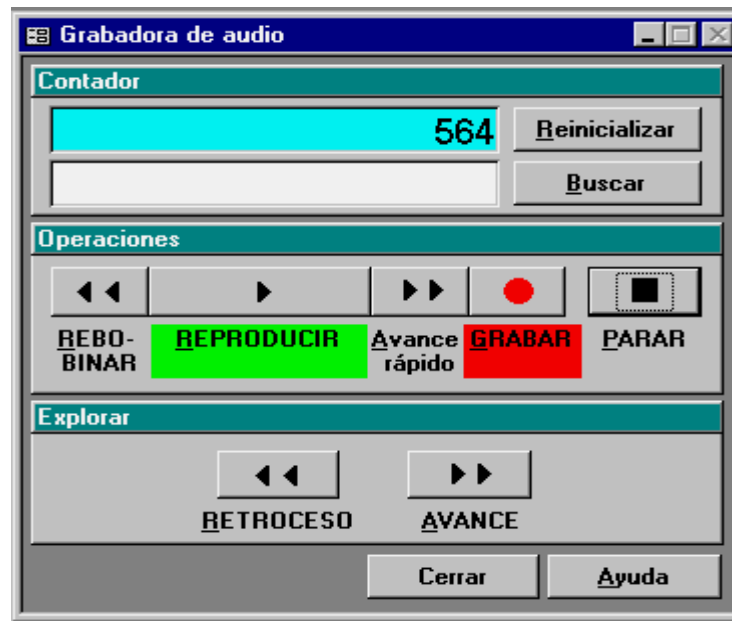 Grabadora de audio
Contador
564 Reinicializar
Buscar
Operaciones
REBO- REPRODUCIR Avance GRABAR PARAR
BINAR rápido
Explorar
RETROCESO AVANCE
Cerrar Ayuda